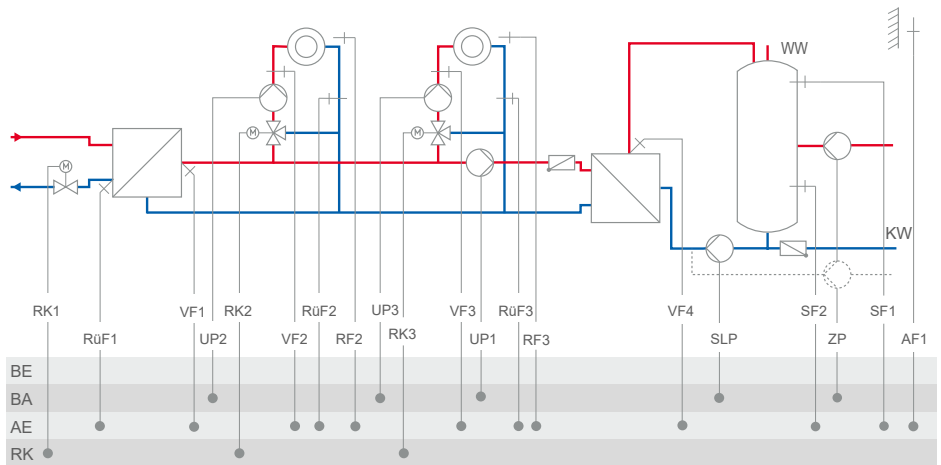 WW
M
M
M
KW
RK1
VF1
RK2
RüF2
UP3
VF3
RüF3
VF4
SF2
SF1
RüF1
UP2
VF2
RF2
RK3
UP1
RF3
SLP
ZP
AF1
BE
BA
AE
RK